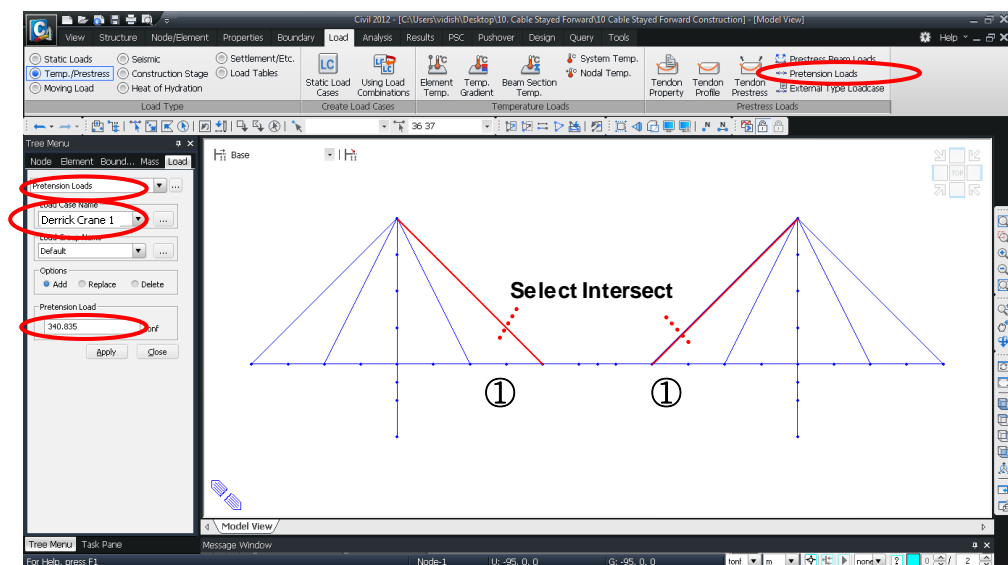 Civil 2012 - [C:\Users\vidish\Desktop\10. Cable Stayed Forward\10 Cable Stayed Forward Construction] - [Model View]
View Structure Node/Element Properties Boundary Load Analysis Results PSC Pushover Design Query Tools Help
Static Loads Seismic Settlement/Etc.
Temp./Prestress Construction Stage Load Tables
Moving Load Heat of Hydration
Load Type
LC
Static Load Cases
LC
Using Load Combinations
Create Load Cases
Element Temp.
Temp. Gradient
Beam Section Temp.
System Temp.
Nodal Temp.
Temperature Loads
Tendon Property
Tendon Profile
Tendon Prestress
Prestress Beam Loads
Pretension Loads
External Type Loadcase
Prestress Loads
36 37
Tree Menu
Node Element Bound... Mass Load
Pretension Loads
Load Case Name
Derrick Crane 1
Load Group Name
Default
Options
Add Replace Delete
Pretension Load
340.835 onf
Apply Close
Base
TOP
Select Intersect
① ①
Model View
Tree Menu Task Pane
Message Window
For Help, press F1 Node-1 U: -95, 0, 0 G: -95, 0, 0 tonf m none ? 0 / 2